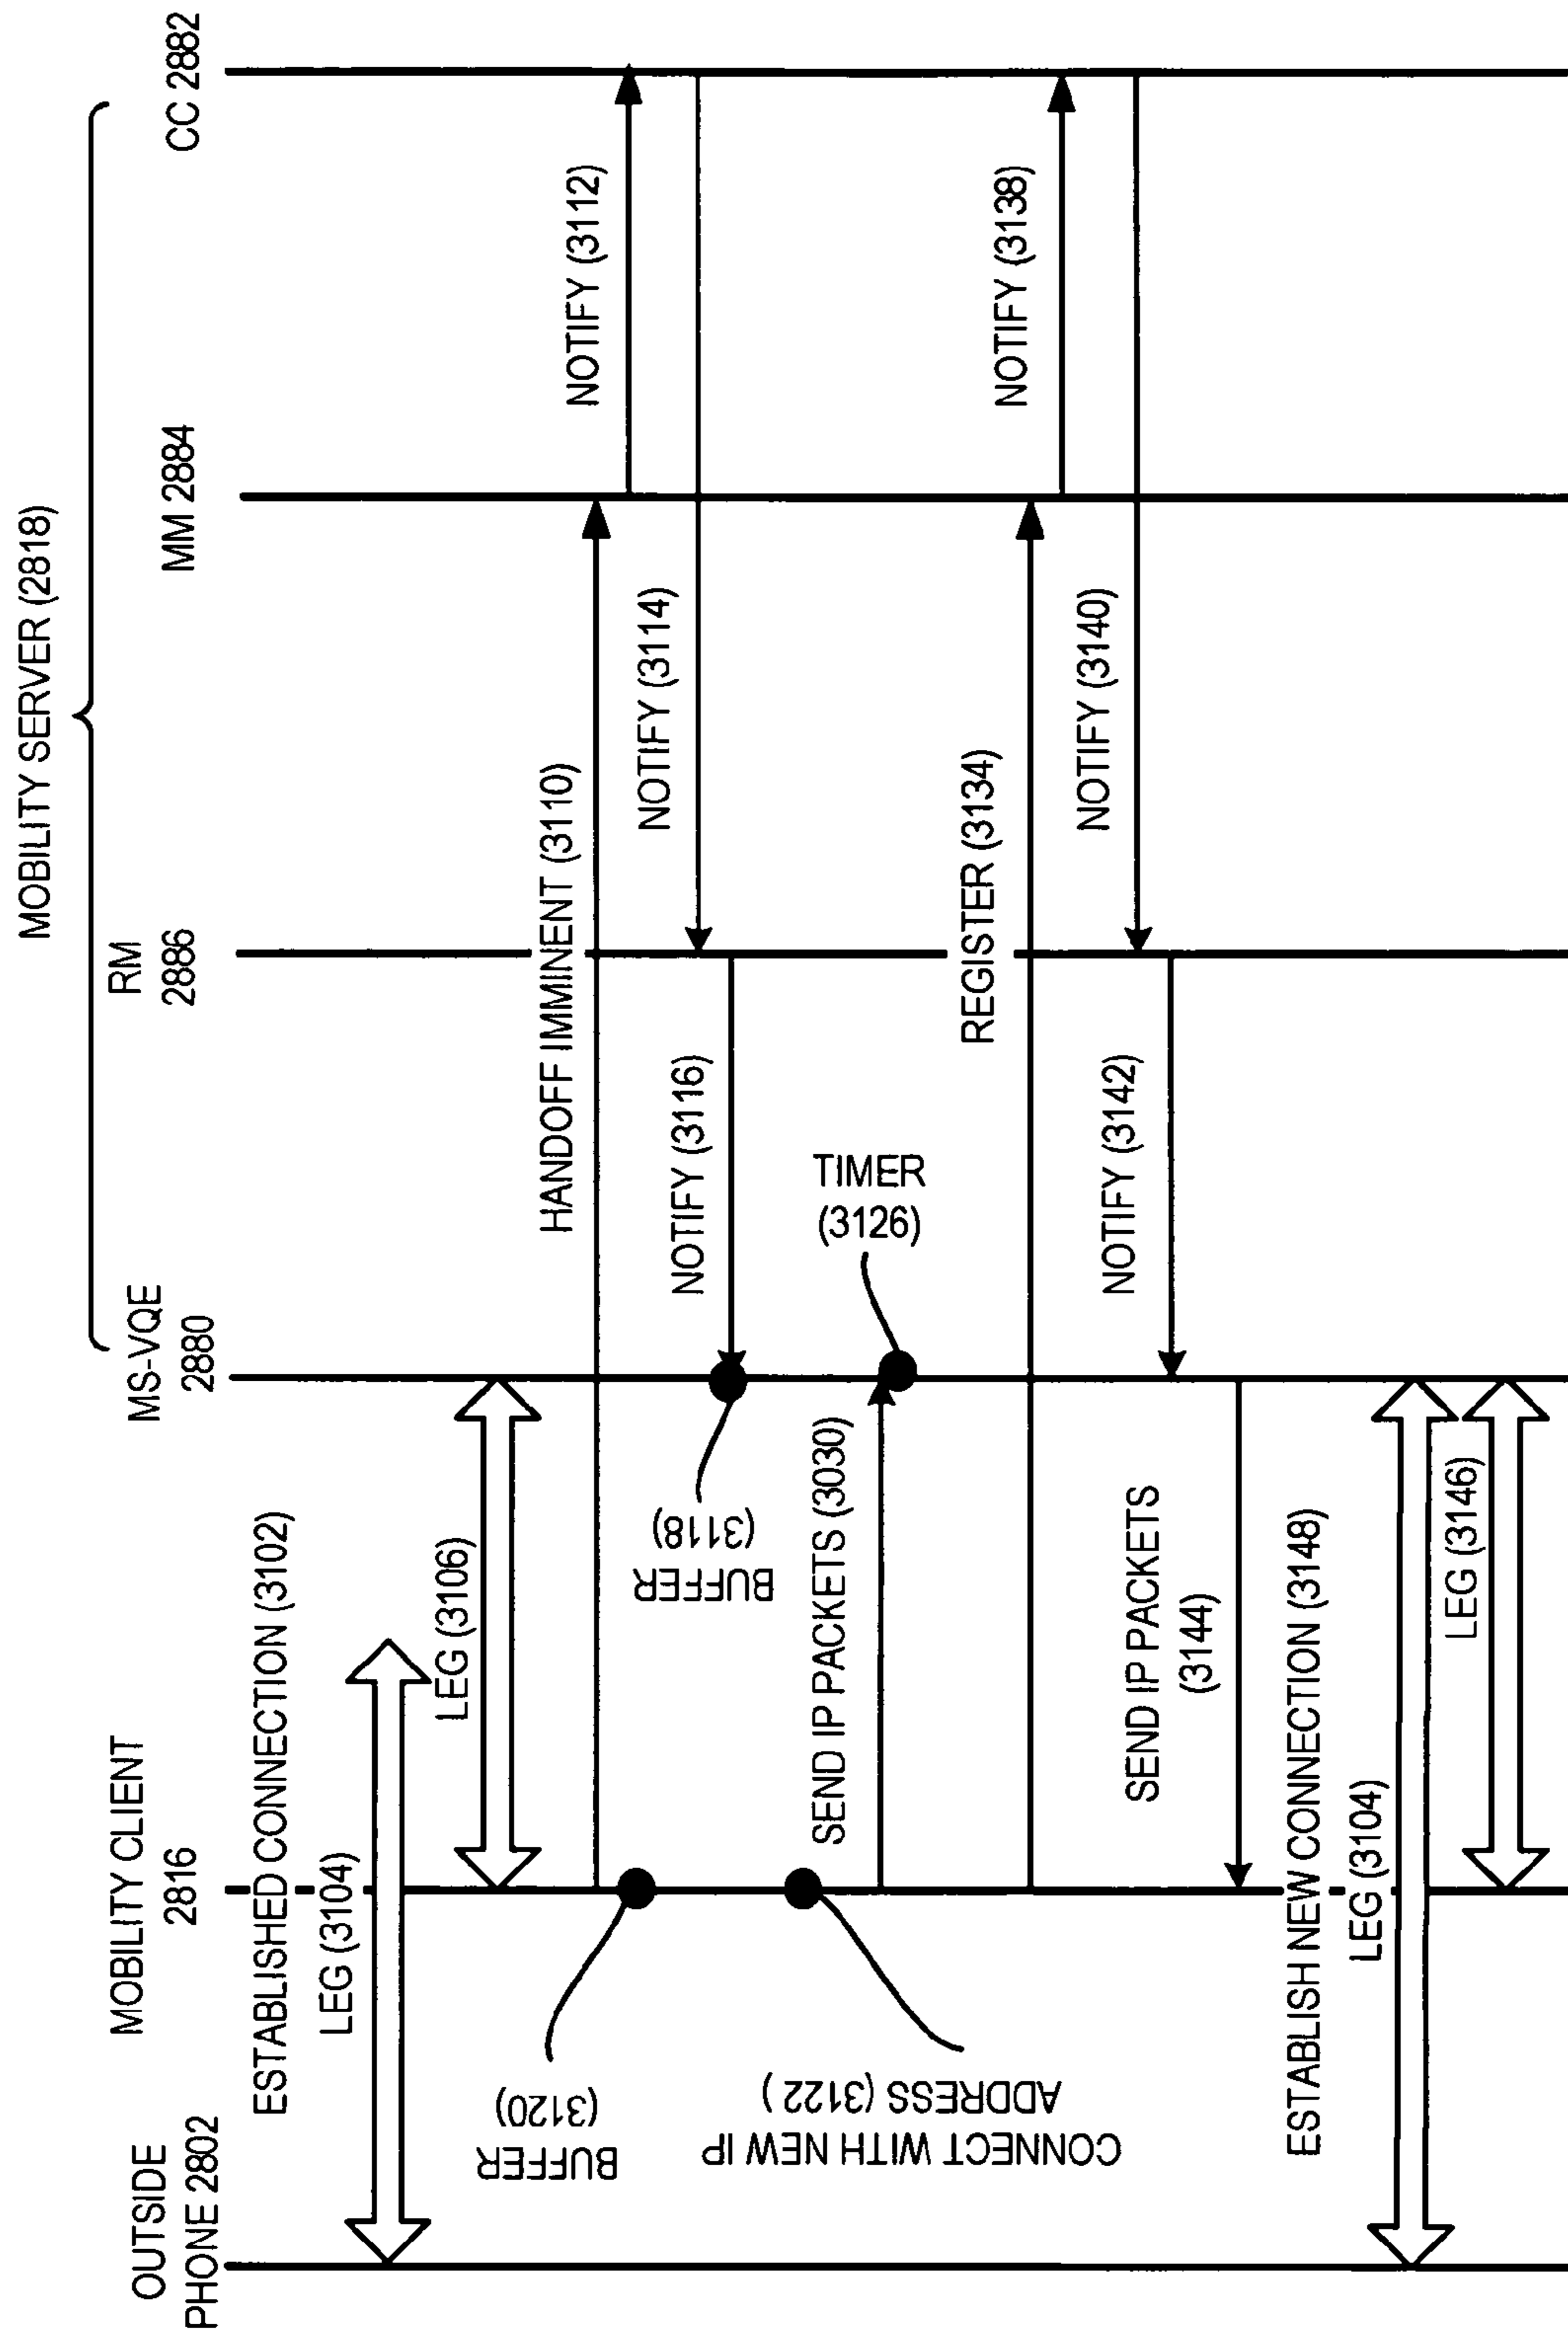 MOBILITY SERVER (2818)
OUTSIDE
PHONE 2802
MOBILITY CLIENT
2816
MS-VQE
2880
RM
2886
MM 2884
CC 2882
ESTABLISHED CONNECTION (3102)
LEG (3104)
LEG (3106)
HANDOFF IMMINENT (3110)
NOTIFY (3112)
NOTIFY (3114)
NOTIFY (3116)
BUFFER
(3118)
BUFFER
(3120)
CONNECT WITH NEW IP
ADDRESS (3122 )
SEND IP PACKETS (3030)
TIMER
(3126)
REGISTER (3134)
NOTIFY (3138)
NOTIFY (3140)
NOTIFY (3142)
SEND IP PACKETS
(3144)
ESTABLISH NEW CONNECTION (3148)
LEG (3104)
LEG (3146)